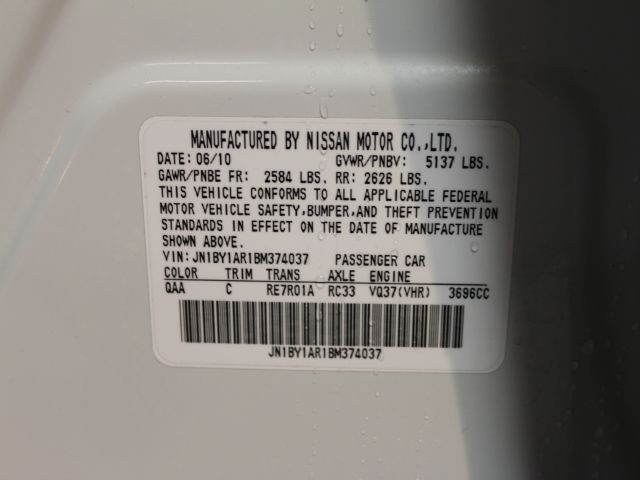 MANUFACTURED BY NISSAN MOTOR CO.,LTD.
DATE: 06/10 GVWR/PNBV: 5137 LBS.
GAWR/PNBE FR: 2584 LBS. RR: 2626 LBS.
THIS VEHICLE CONFORMS TO ALL APPLICABLE FEDERAL
MOTOR VEHICLE SAFETY,BUMPER,AND THEFT PREVENTION
STANDARDS IN EFFECT ON THE DATE OF MANUFACTURE
SHOWN ABOVE.
VIN: JN1BY1AR1BM374037 PASSENGER CAR
COLOR TRIM TRANS AXLE ENGINE
QAA C RE7R01A RC33 VQ37(VHR) 3696CC
JN1BY1AR1BM374037